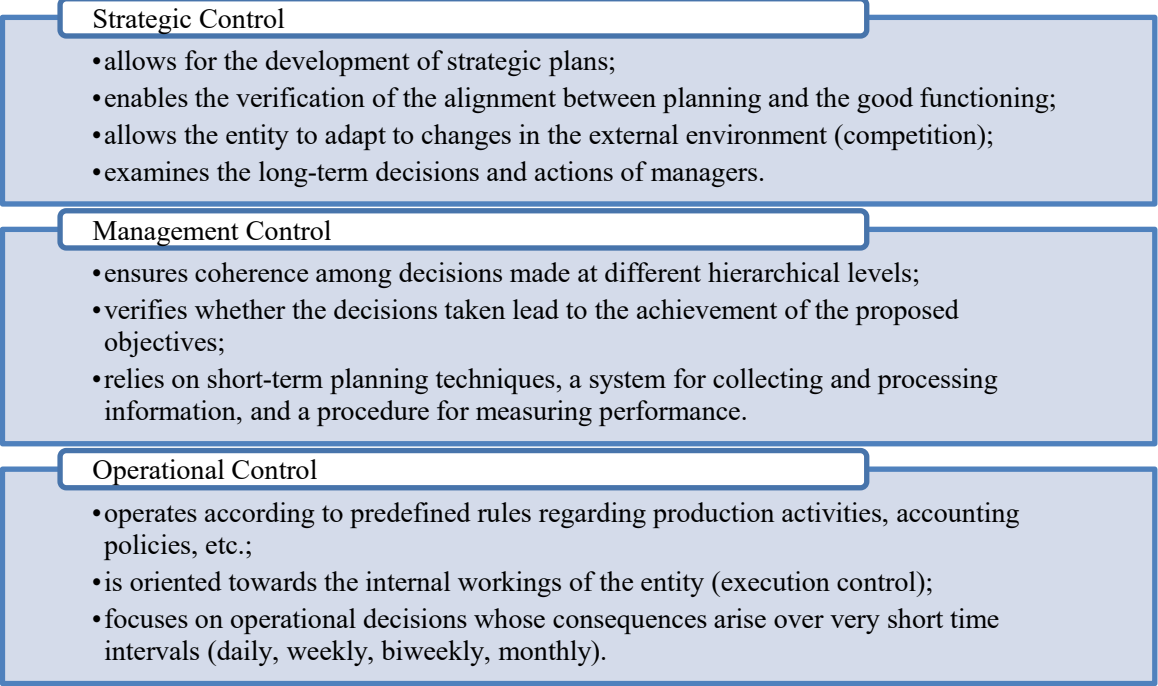 Strategic Control
•allows for the development of strategic plans;
•enables the verification of the alignment between planning and the good functioning;
•allows the entity to adapt to changes in the external environment (competition);
•examines the long-term decisions and actions of managers.
Management Control
•ensures coherence among decisions made at different hierarchical levels;
•verifies whether the decisions taken lead to the achievement of the proposed
objectives;
•relies on short-term planning techniques, a system for collecting and processing
information, and a procedure for measuring performance.
Operational Control
•operates according to predefined rules regarding production activities, accounting
policies, etc.;
•is oriented towards the internal workings of the entity (execution control);
•focuses on operational decisions whose consequences arise over very short time
intervals (daily, weekly, biweekly, monthly).